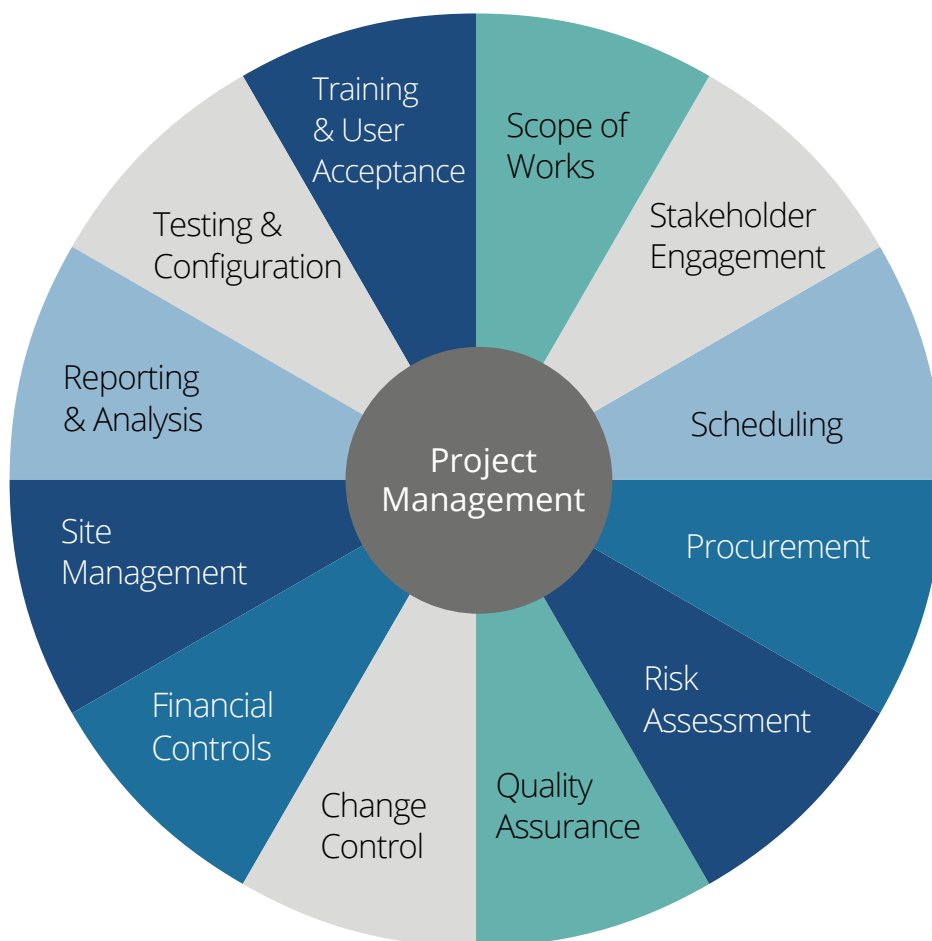 Training
& User
Acceptance
Scope of
Works
Stakeholder
Engagement
Scheduling
Procurement
Risk
Assessment
Quality
Assurance
Change
Control
Financial
Controls
Site
Management
Reporting
& Analysis
Testing &
Configuration
Project
Management